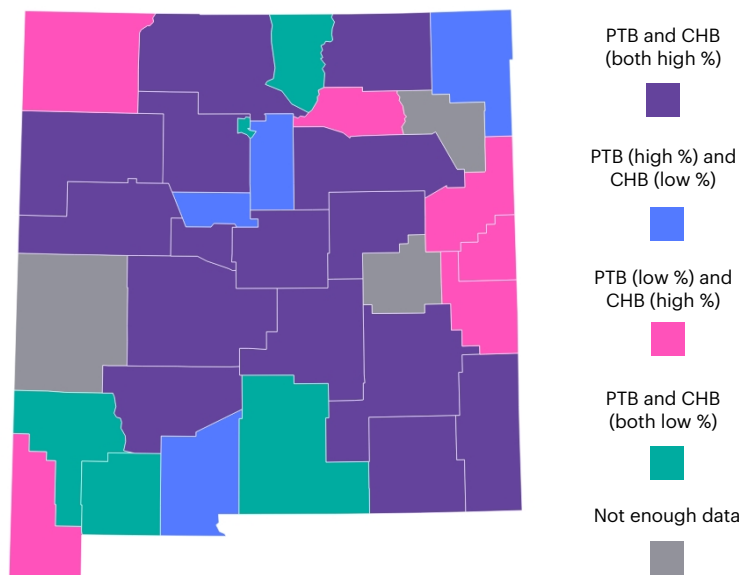 PTB and CHB
(both high %)
PTB (high %) and
CHB (low %)
PTB (low %) and
CHB (high %)
PTB and CHB
(both low %)
Not enough data